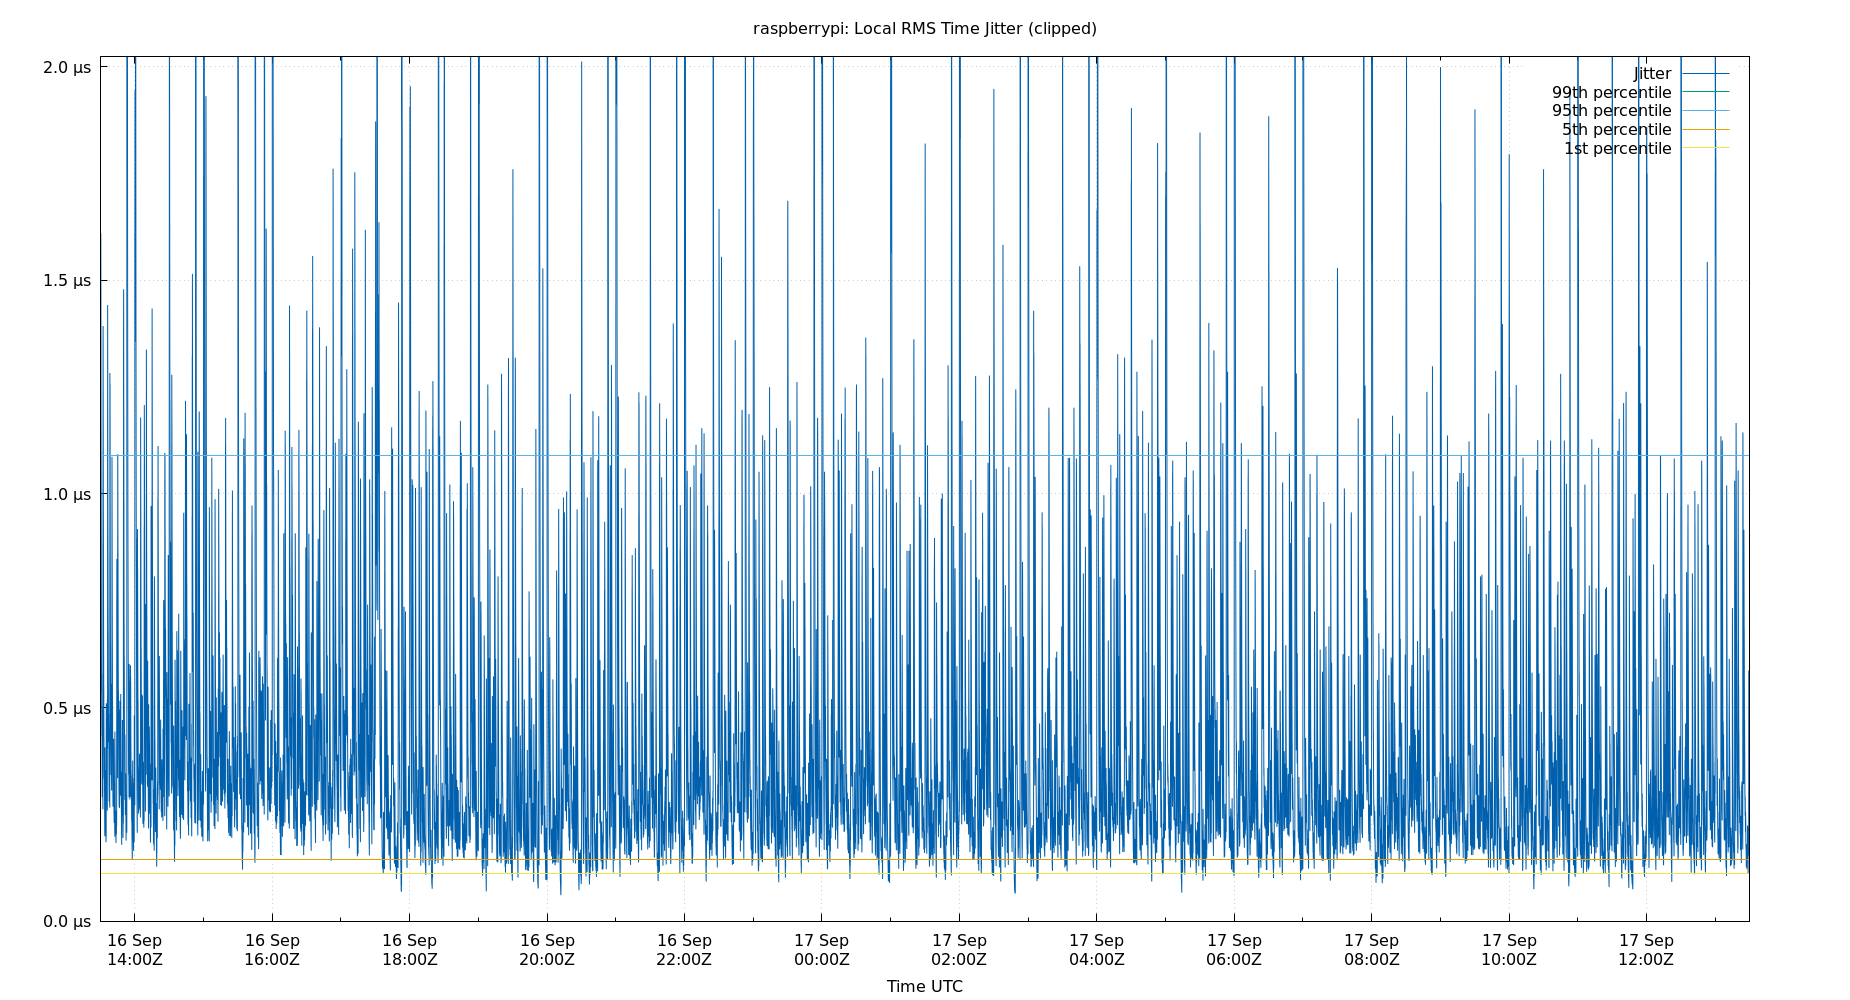 raspberrypi: Local RMS Time Jitter (clipped)
2.0 µs
1.5 µs
1.0 µs
0.5 µs
0.0 µs
Jitter
99th percentile
95th percentile
5th percentile
1st percentile
16 Sep 16 Sep 16 Sep 16 Sep 16 Sep 17 Sep 17 Sep 17 Sep 17 Sep 17 Sep 17 Sep 17 Sep
14:00Z 16:00Z 18:00Z 20:00Z 22:00Z 00:00Z 02:00Z 04:00Z 06:00Z 08:00Z 10:00Z 12:00Z
Time UTC